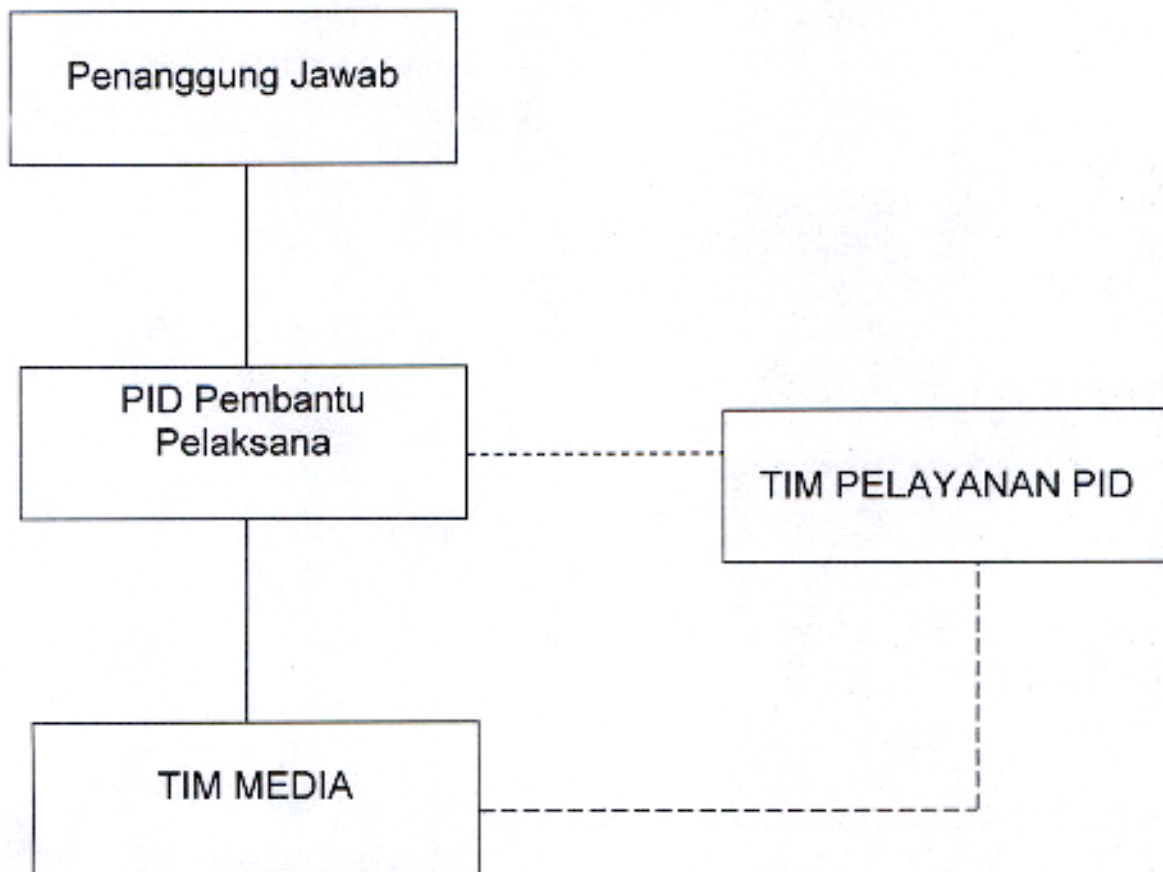 Penanggung Jawab
PID Pembantu
Pelaksana
TIM PELAYANAN PID
TIM MEDIA